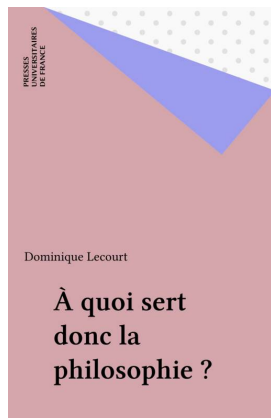 PRESSES
UNIVERSITAIRES
DE FRANCE
Dominique Lecourt
À quoi sert
donc la
philosophie ?